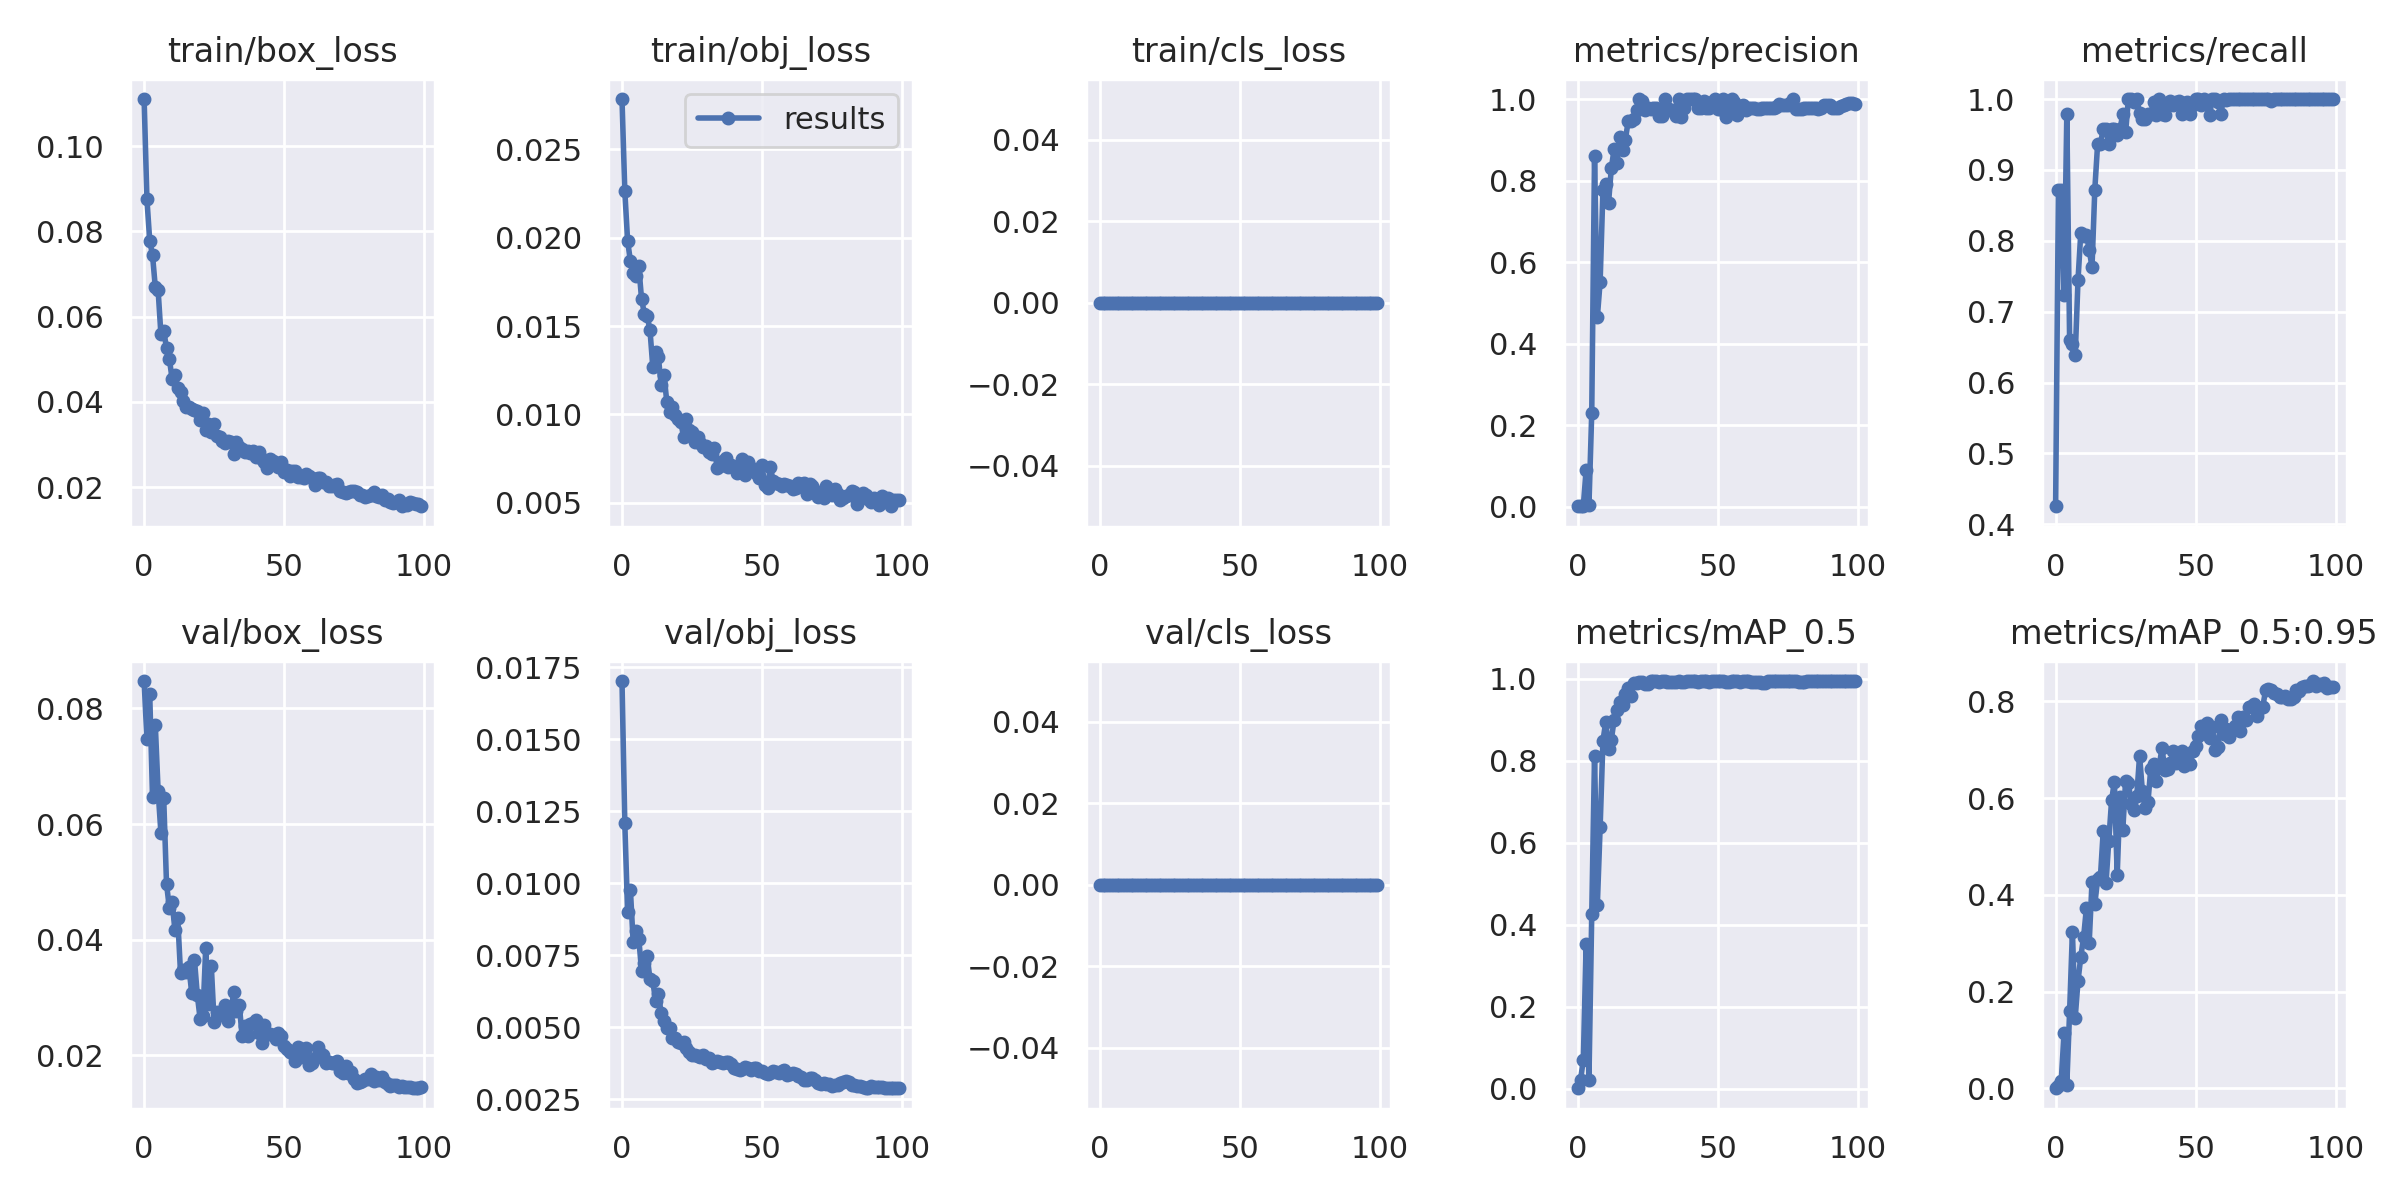 train/box_loss
0.10
0.08
0.06
0.04
0.02
0 50 100
train/obj_loss
results
0.025
0.020
0.015
0.010
0.005
0 50 100
train/cls_loss
0.04
0.02
0.00
−0.02
−0.04
0 50 100
metrics/precision
1.0
0.8
0.6
0.4
0.2
0.0
0 50 100
metrics/recall
1.0
0.9
0.8
0.7
0.6
0.5
0.4
0 50 100
val/box_loss
0.08
0.06
0.04
0.02
0 50 100
val/obj_loss
0.0175
0.0150
0.0125
0.0100
0.0075
0.0050
0.0025
0 50 100
val/cls_loss
0.04
0.02
0.00
−0.02
−0.04
0 50 100
metrics/mAP_0.5
1.0
0.8
0.6
0.4
0.2
0.0
0 50 100
metrics/mAP_0.5:0.95
0.8
0.6
0.4
0.2
0.0
0 50 100